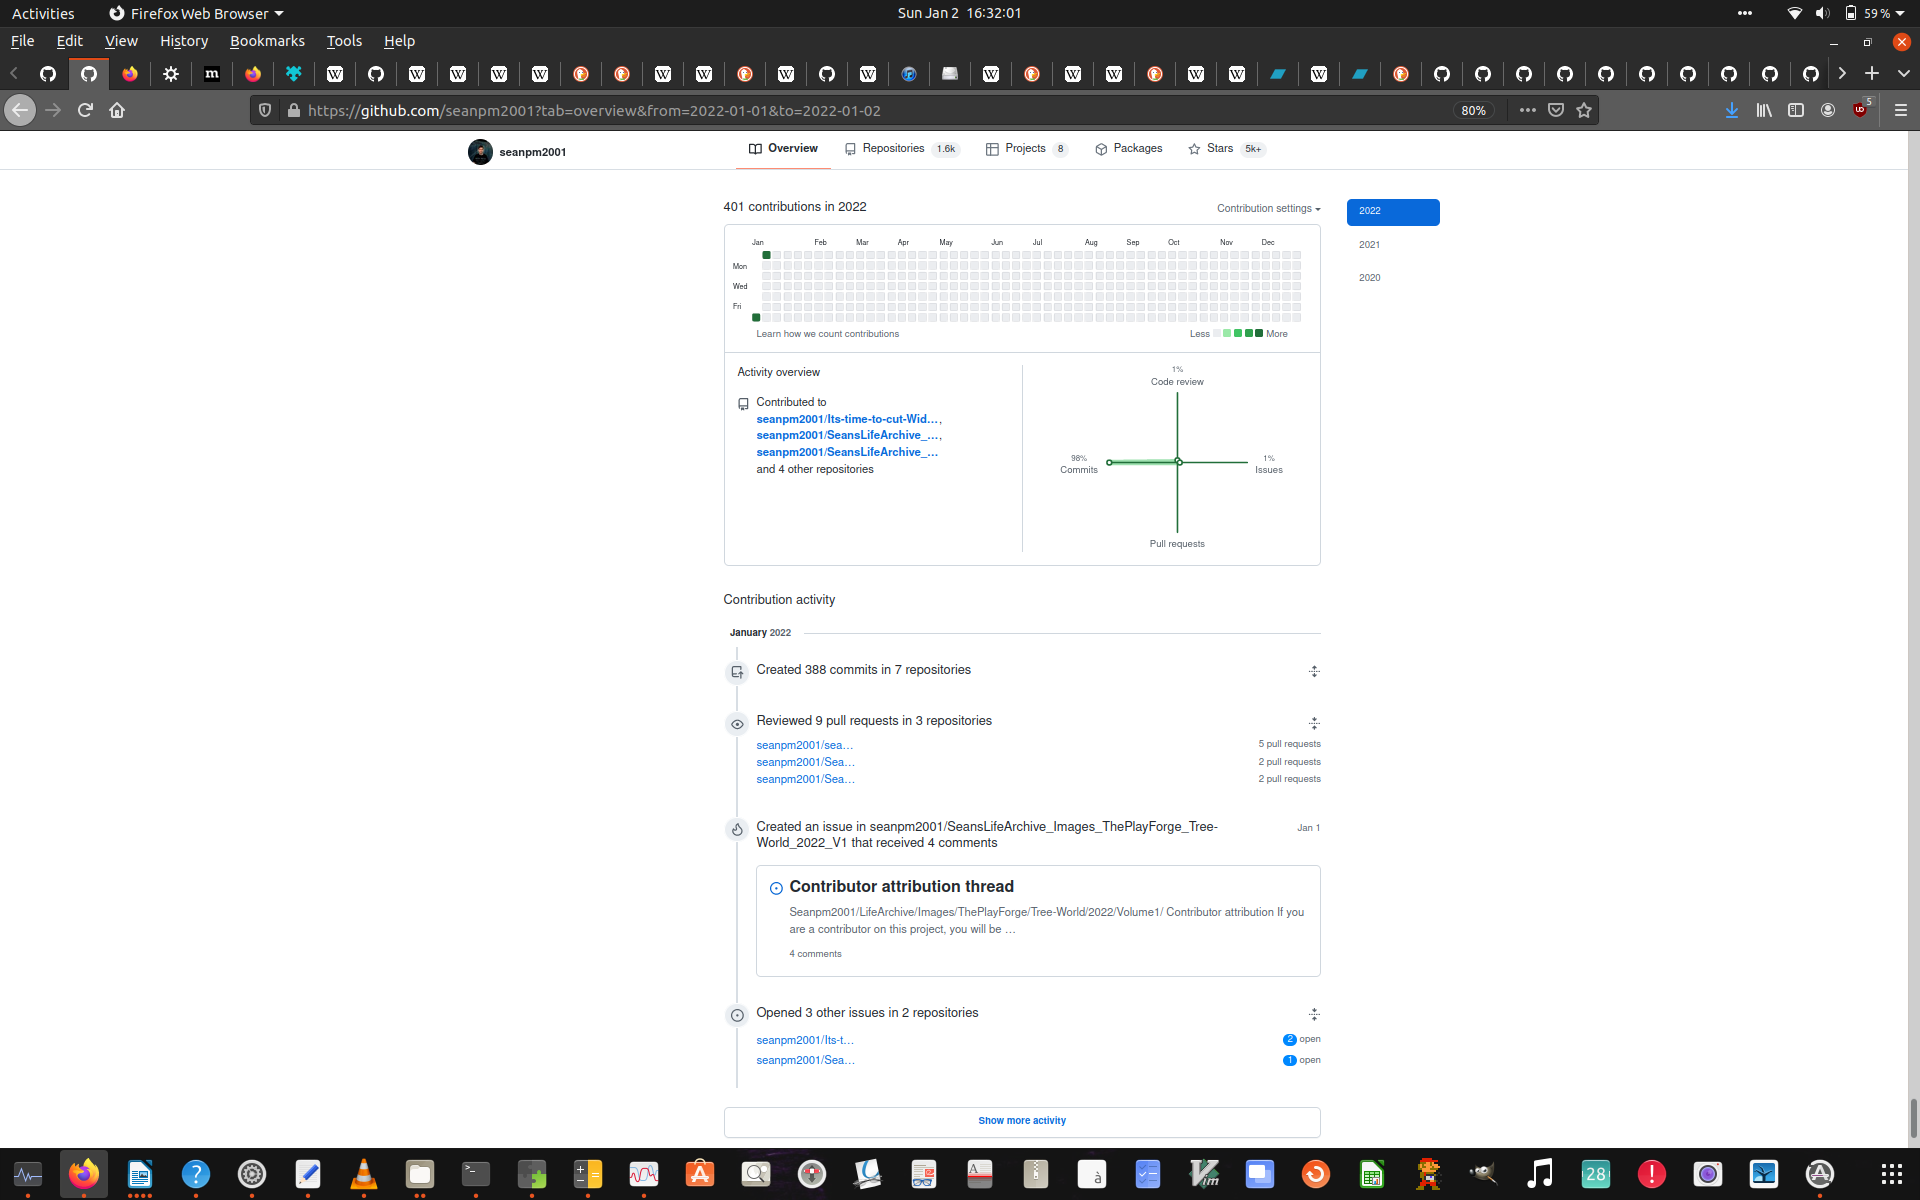 Activities
Firefox Web Browser
Sun Jan 2 16:32:01
59 %
File Edit View History Bookmarks Tools Help
https://github.com/seanpm2001?tab=overview&from=2022-01-01&to=2022-01-02
80%
5
seanpm2001
Overview
Repositories 1.6k
Projects 8
Packages
Stars 5k+
401 contributions in 2022
Contribution settings
2022
2021
2020
Jan Feb Mar Apr May Jun Jul Aug Sep Oct Nov Dec
Mon
Wed
Fri
Learn how we count contributions
Less More
Activity overview
Contributed to
seanpm2001/Its-time-to-cut-Wid…,
seanpm2001/SeansLifeArchive_…,
seanpm2001/SeansLifeArchive_…
and 4 other repositories
1%
Code review
98%
Commits
1%
Issues
Pull requests
Contribution activity
January 2022
Created 388 commits in 7 repositories
Reviewed 9 pull requests in 3 repositories
seanpm2001/sea… 5 pull requests
seanpm2001/Sea… 2 pull requests
seanpm2001/Sea… 2 pull requests
Created an issue in seanpm2001/SeansLifeArchive_Images_ThePlayForge_Tree-
World_2022_V1 that received 4 comments
Jan 1
Contributor attribution thread
Seanpm2001/LifeArchive/Images/ThePlayForge/Tree-World/2022/Volume1/ Contributor attribution If you
are a contributor on this project, you will be …
4 comments
Opened 3 other issues in 2 repositories
seanpm2001/Its-t… 2 open
seanpm2001/Sea… 1 open
Show more activity
28